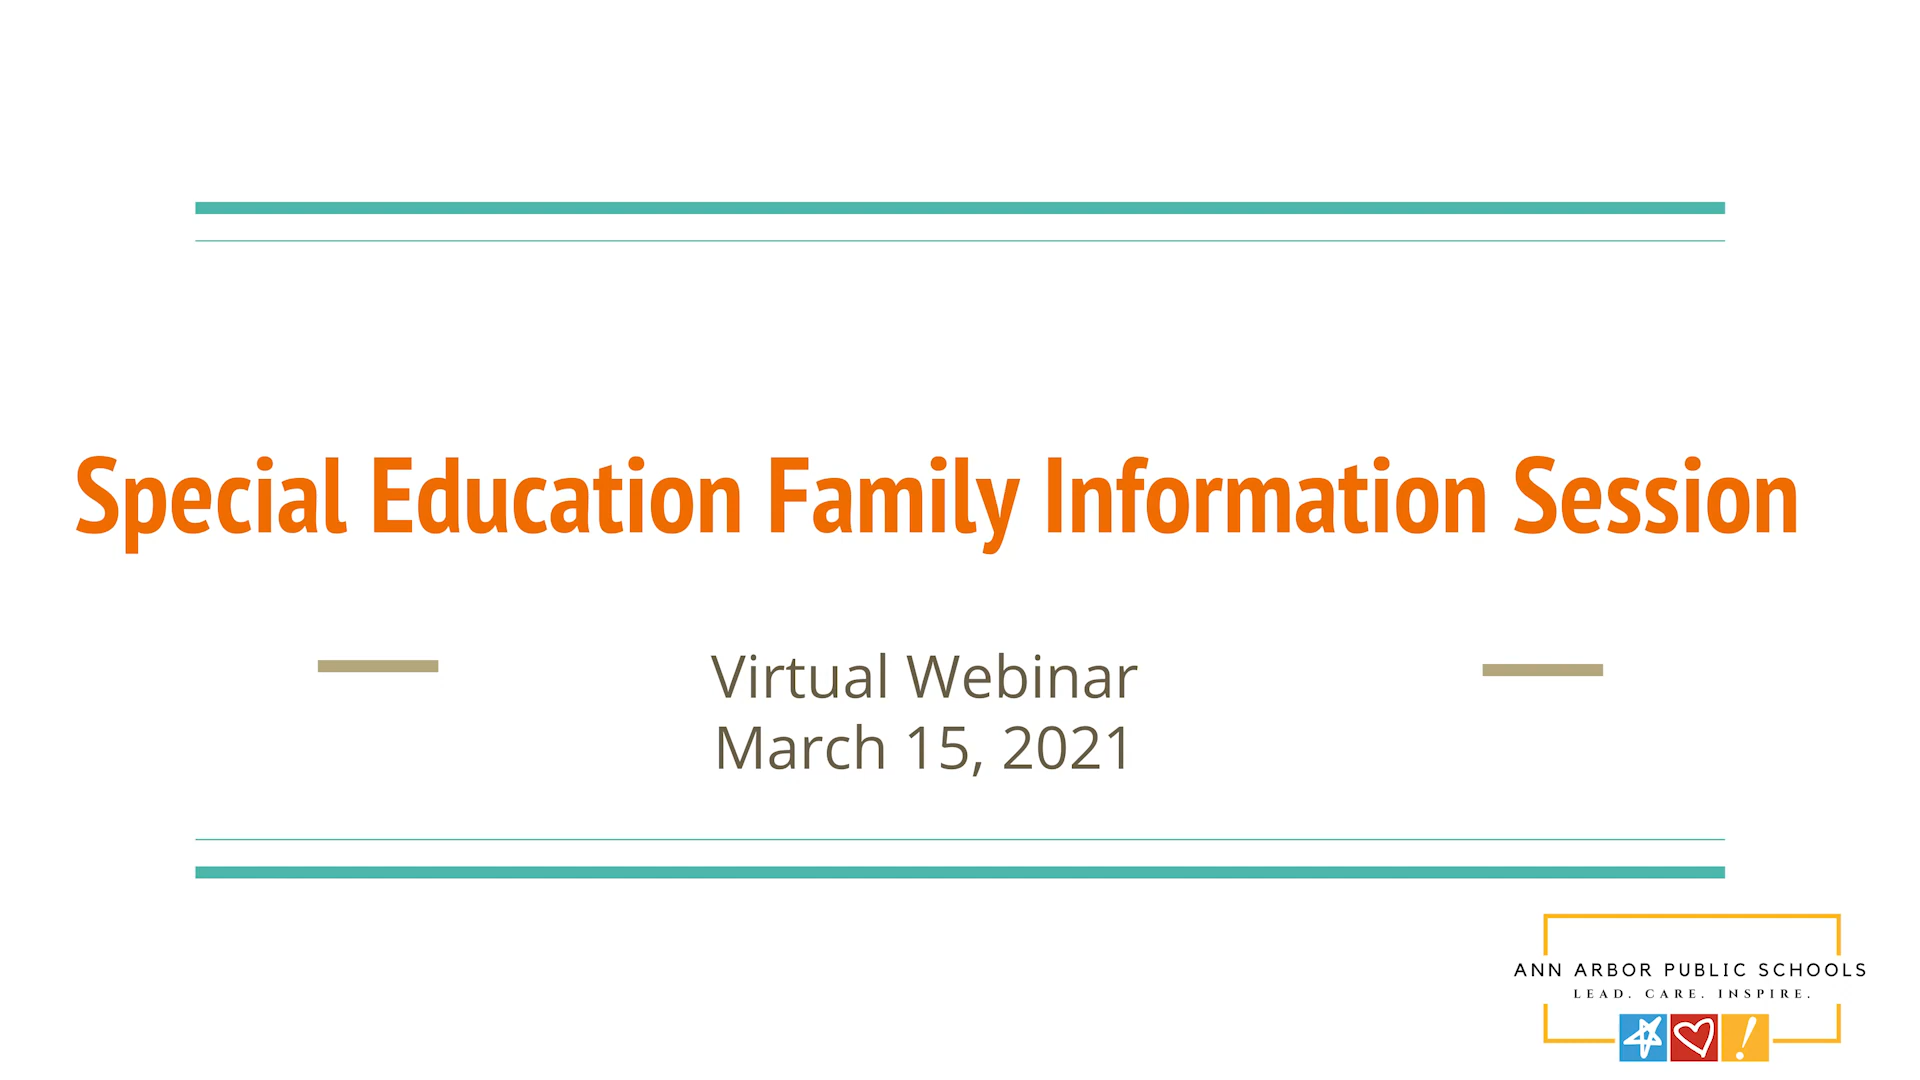 Special Education Family Information Session
Virtual Webinar
March 15, 2021
ANN ARBOR PUBLIC SCHOOLS
LEAD. CARE. INSPIRE.
!